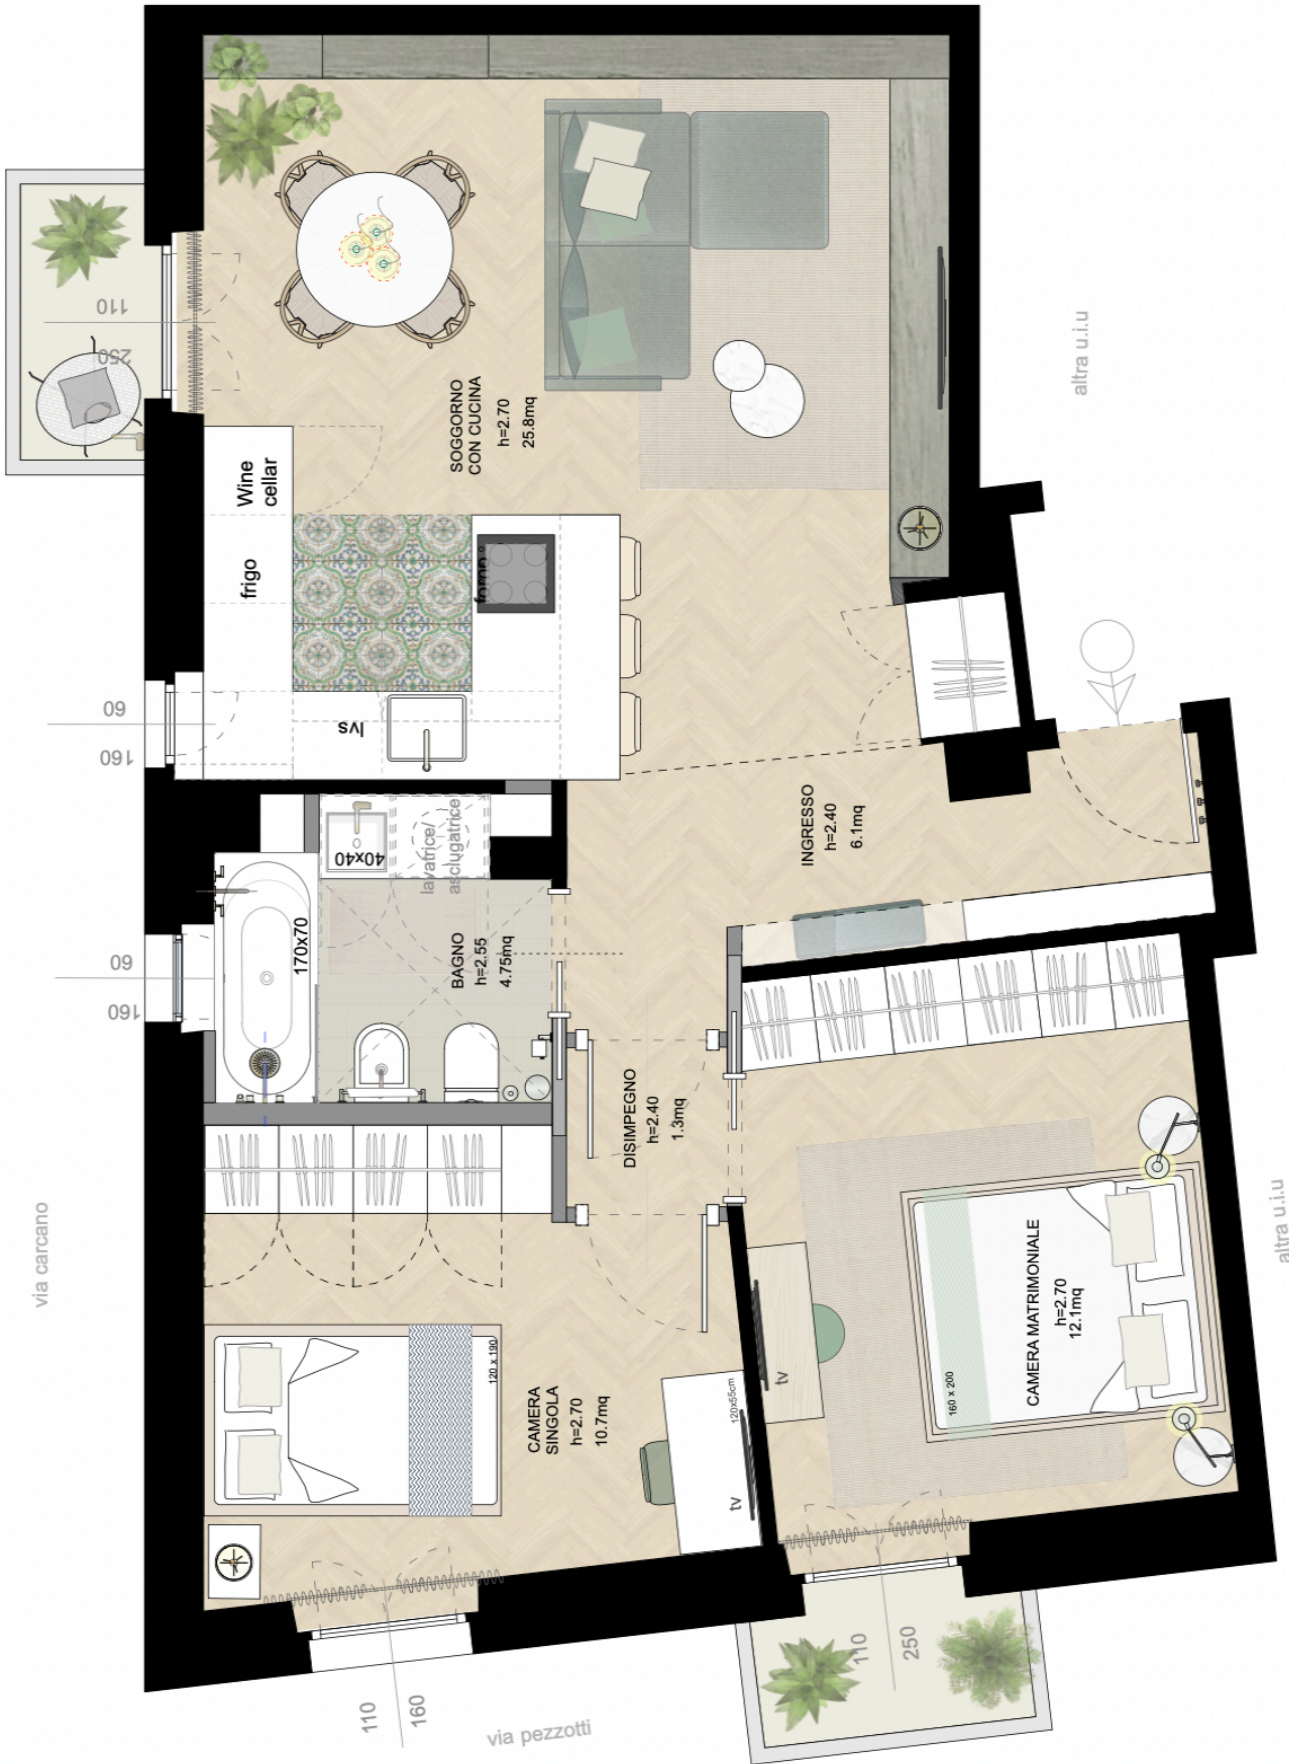 110
250
altra u.i.u
SOGGORNO
CON CUCINA
h=2.70
25.8mq
Wine
cellar
frigo
forno
lvs
60
160
INGRESSO
h=2.40
6.1mq
40x40
lavatrice/
asciugatrice
170x70
BAGNO
h=2.55
4.75mq
60
160
DISIMPEGNO
h=2.40
1.3mq
via carcano
altra u.i.u
CAMERA MATRIMONIALE
h=2.70
12.1mq
160 x 200
tv
120 x 190
CAMERA
SINGOLA
h=2.70
10.7mq
120x55cm
tv
110
160
via pezzotti
110
250